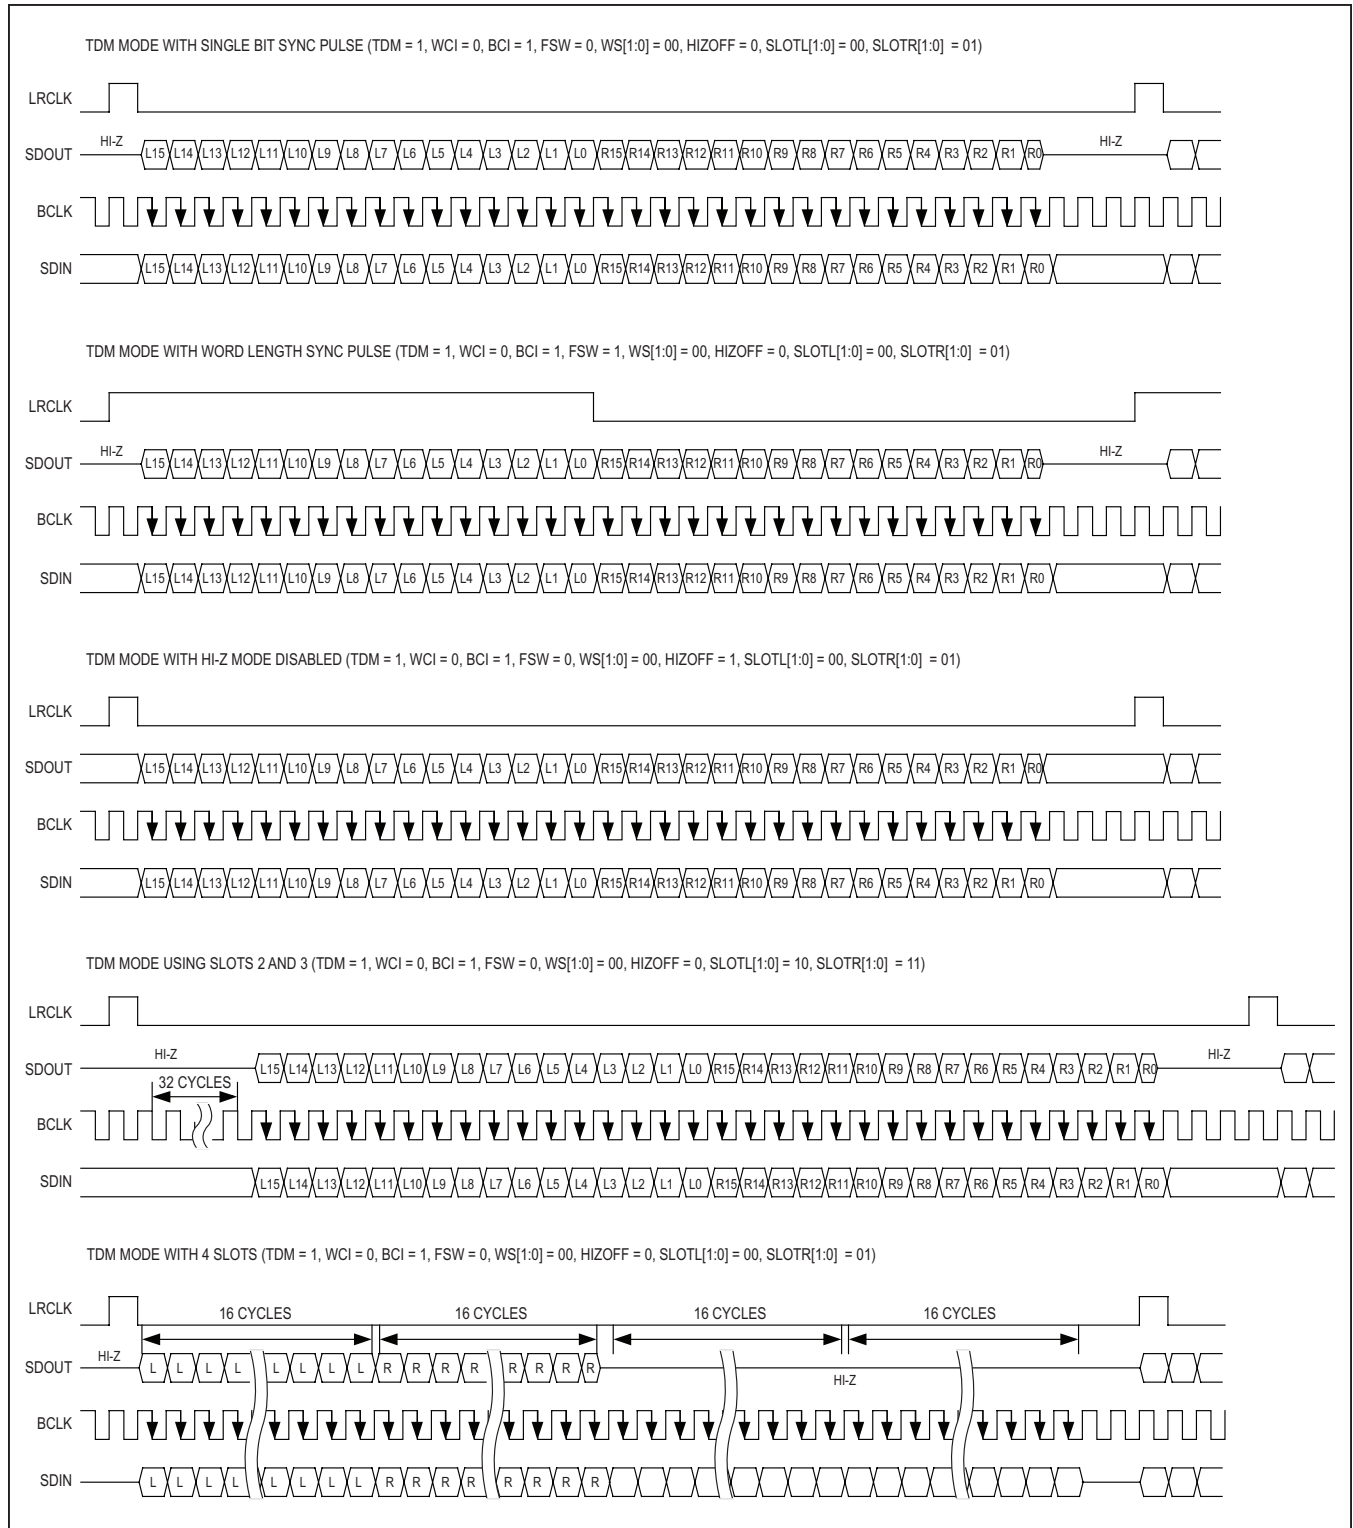 TDM MODE WITH SINGLE BIT SYNC PULSE (TDM = 1, WCI = 0, BCI = 1, FSW = 0, WS[1:0] = 00, HIZOFF = 0, SLOTL[1:0] = 00, SLOTR[1:0] = 01)
LRCLK
HI-Z HI-Z
SDOUT L15 L14 L13 L12 L11 L10 L9 L8 L7 L6 L5 L4 L3 L2 L1 L0 R15 R14 R13 R12 R11 R10 R9 R8 R7 R6 R5 R4 R3 R2 R1 R0
BCLK
SDIN L15 L14 L13 L12 L11 L10 L9 L8 L7 L6 L5 L4 L3 L2 L1 L0 R15 R14 R13 R12 R11 R10 R9 R8 R7 R6 R5 R4 R3 R2 R1 R0
TDM MODE WITH WORD LENGTH SYNC PULSE (TDM = 1, WCI = 0, BCI = 1, FSW = 1, WS[1:0] = 00, HIZOFF = 0, SLOTL[1:0] = 00, SLOTR[1:0] = 01)
LRCLK
HI-Z HI-Z
SDOUT L15 L14 L13 L12 L11 L10 L9 L8 L7 L6 L5 L4 L3 L2 L1 L0 R15 R14 R13 R12 R11 R10 R9 R8 R7 R6 R5 R4 R3 R2 R1 R0
BCLK
SDIN L15 L14 L13 L12 L11 L10 L9 L8 L7 L6 L5 L4 L3 L2 L1 L0 R15 R14 R13 R12 R11 R10 R9 R8 R7 R6 R5 R4 R3 R2 R1 R0
TDM MODE WITH HI-Z MODE DISABLED (TDM = 1, WCI = 0, BCI = 1, FSW = 0, WS[1:0] = 00, HIZOFF = 1, SLOTL[1:0] = 00, SLOTR[1:0] = 01)
LRCLK
SDOUT L15 L14 L13 L12 L11 L10 L9 L8 L7 L6 L5 L4 L3 L2 L1 L0 R15 R14 R13 R12 R11 R10 R9 R8 R7 R6 R5 R4 R3 R2 R1 R0
BCLK
SDIN L15 L14 L13 L12 L11 L10 L9 L8 L7 L6 L5 L4 L3 L2 L1 L0 R15 R14 R13 R12 R11 R10 R9 R8 R7 R6 R5 R4 R3 R2 R1 R0
TDM MODE USING SLOTS 2 AND 3 (TDM = 1, WCI = 0, BCI = 1, FSW = 0, WS[1:0] = 00, HIZOFF = 0, SLOTL[1:0] = 10, SLOTR[1:0] = 11)
LRCLK
HI-Z HI-Z
SDOUT L15 L14 L13 L12 L11 L10 L9 L8 L7 L6 L5 L4 L3 L2 L1 L0 R15 R14 R13 R12 R11 R10 R9 R8 R7 R6 R5 R4 R3 R2 R1 R0
32 CYCLES
BCLK
SDIN L15 L14 L13 L12 L11 L10 L9 L8 L7 L6 L5 L4 L3 L2 L1 L0 R15 R14 R13 R12 R11 R10 R9 R8 R7 R6 R5 R4 R3 R2 R1 R0
TDM MODE WITH 4 SLOTS (TDM = 1, WCI = 0, BCI = 1, FSW = 0, WS[1:0] = 00, HIZOFF = 0, SLOTL[1:0] = 00, SLOTR[1:0] = 01)
LRCLK 16 CYCLES 16 CYCLES 16 CYCLES 16 CYCLES
HI-Z
SDOUT L L L L L L L L R R R R R R R R
HI-Z
BCLK
SDIN L L L L L L L L R R R R R R R R